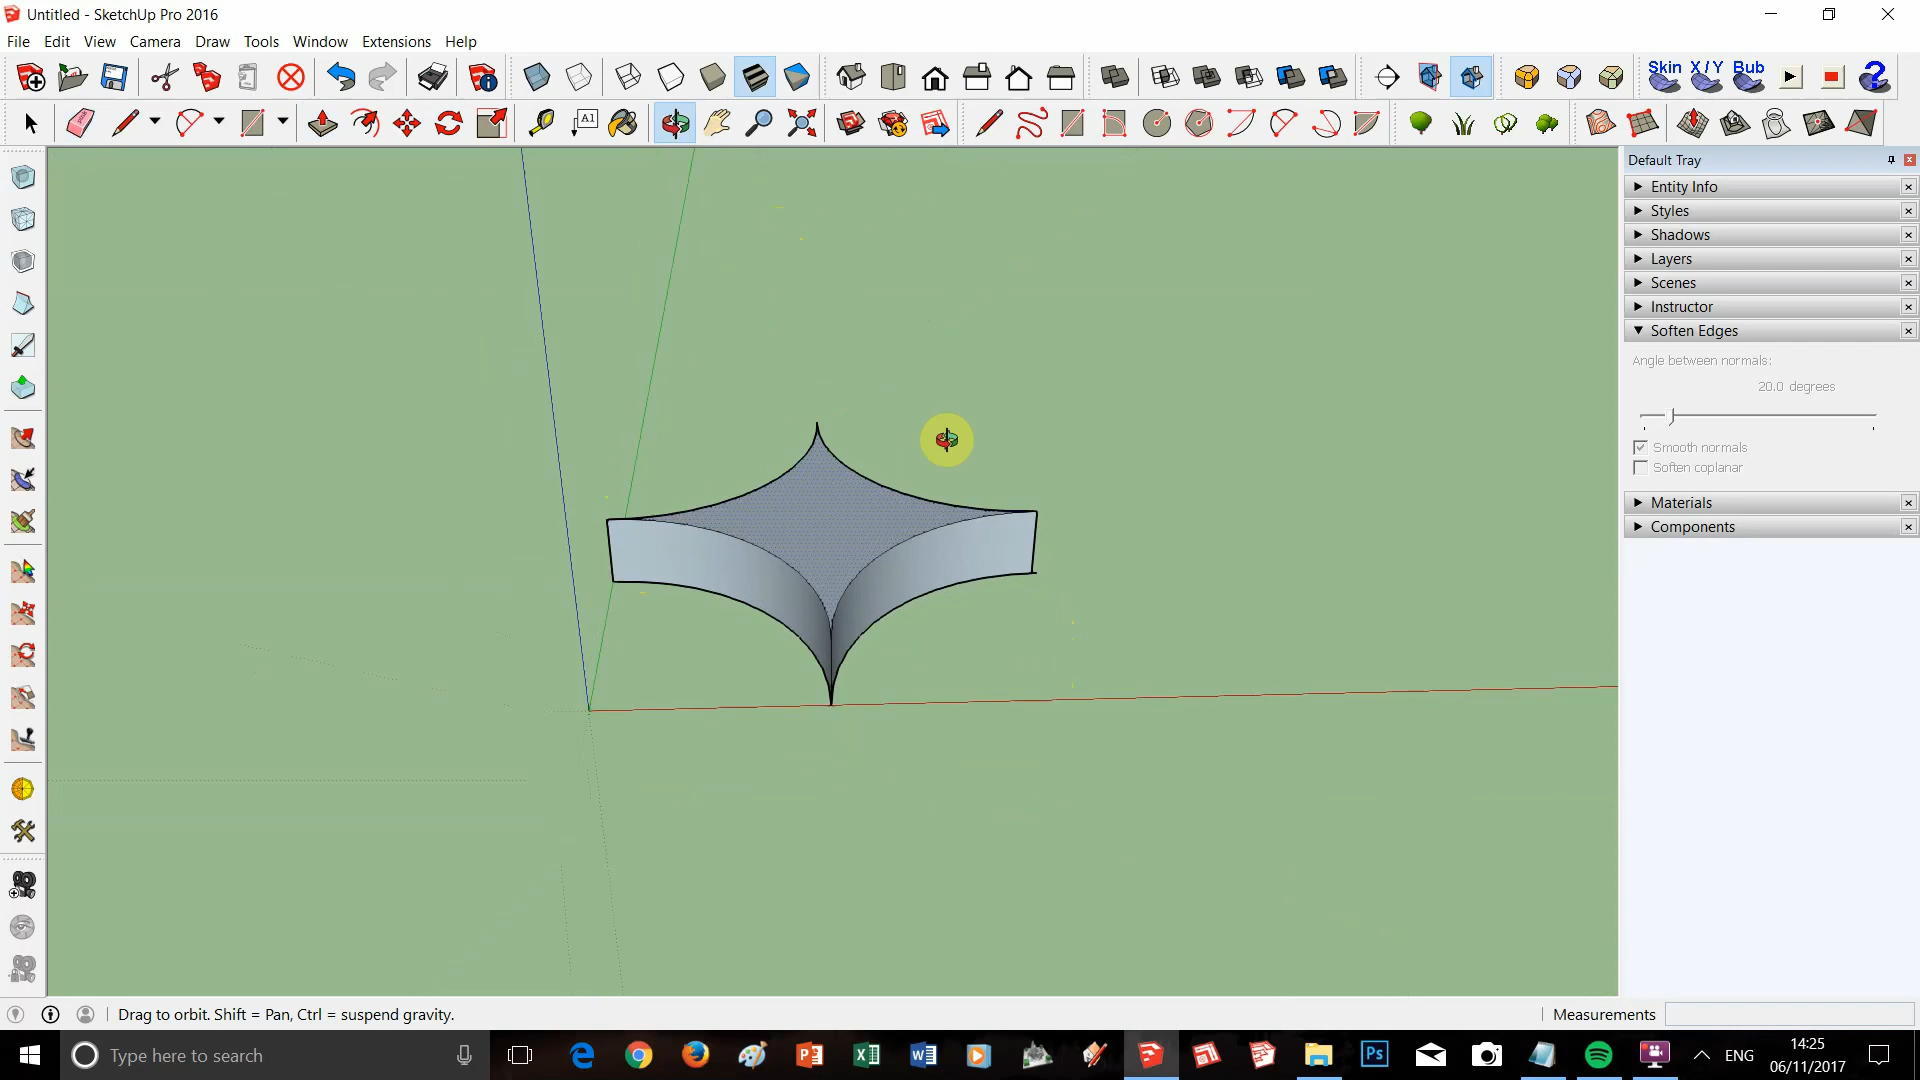 Untitled - SketchUp Pro 2016
File Edit View Camera Draw Tools Window Extensions Help
Skin X/Y Bub
A1
Default Tray
Entity Info
Styles
Shadows
Layers
Scenes
Instructor
Soften Edges
Angle between normals:
20.0 degrees
Smooth normals
Soften coplanar
Materials
Components
Drag to orbit. Shift = Pan, Ctrl = suspend gravity.
Measurements
Type here to search
ENG
14:25
06/11/2017